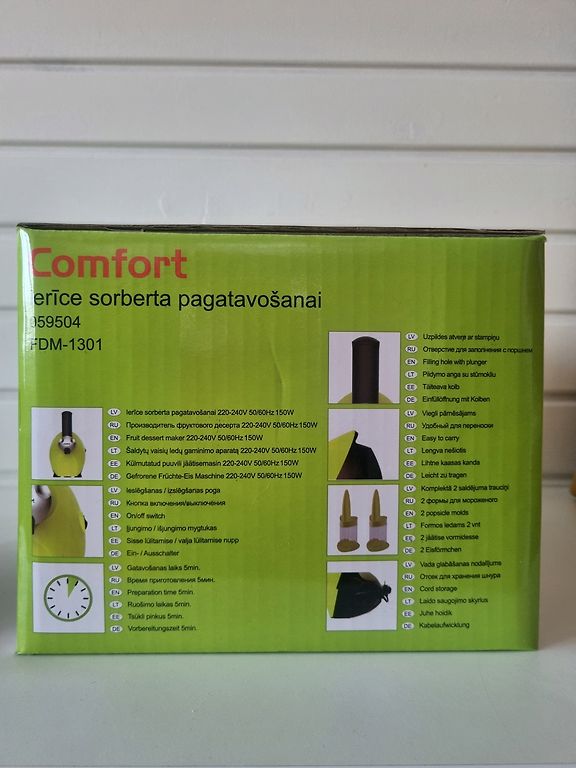 Comfort
Ierīce sorberta pagatavošanai
959504
FDM-1301
LV Ierīce sorberta pagatavošanai 220-240V 50/60Hz 150W
RU Производитель фруктового десерта 220-240V 50/60Hz 150W
EN Fruit dessert maker 220-240V 50/60Hz 150W
LT Šaldytų vaisių ledų gaminimo aparatą 220-240V 50/60Hz 150W
EE Külmutatud puuvili jäätisemasin 220-240V 50/60Hz 150W
DE Gefrorene Früchte-Eis Maschine 220-240V 50/60Hz 150W
LV Ieslēgšanas / izslēgšanas poga
RU Кнопка включения/выключения
EN On/off switch
LT Įjungimo / išjungimo mygtukas
EE Sisse lülitamise / valja lülitamise nupp
DE Ein- / Ausschalter
LV Gatavošanas laiks 5min.
RU Время приготовления 5мин.
EN Preparation time 5min.
LT Ruošimo laikas 5min.
EE Tsükli pinkus 5min.
DE Vorbereitungszeit 5min.
LV Uzpildes atvere ar stampiņu
RU Отверстие для заполнения с поршнем
EN Filling hole with plunger
LT Pildymo anga su stūmokliu
EE Täiteava kolb
DE Einfüllöffnung mit Kolben
LV Viegli pārnēsājams
RU Удобный для переноски
EN Easy to carry
LT Lengva nešiotis
EE Lihtne kaasas kanda
DE Leicht zu tragen
LV Komplektā 2 saldējuma trauciņi
RU 2 формы для мороженого
EN 2 popsicle molds
LT Formos ledams 2 vnt
EE 2 jäätise vormidesse
DE 2 Eisförmchen
LV Vada glabāšanas nodalījums
RU Отсек для хранения шнура
EN Cord storage
LT Laido saugojimo skyrius
EE Juhe hoidik
DE Kabelaufwicklung